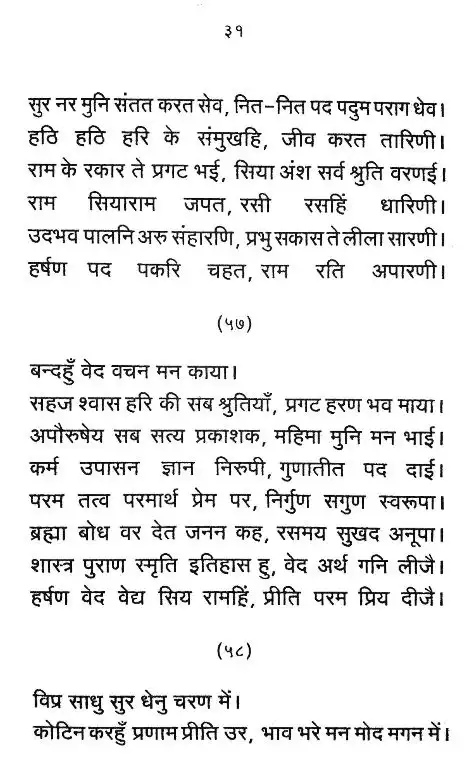 ३१
सुर नर मुनि संतत करत सेव, नित-नित पद पदुम पराग धेव।
हठि हठि हरि के संमुखहि, जीव करत तारिणी।
राम के रकार ते प्रगट भई, सिया अंश सर्व श्रुति वरणई।
राम सियाराम जपत, रसी रसहिं धारिणी।
उदभव पालनि अरु संहारणि, प्रभु सकास ते लीला सारणी।
हर्षण पद पकरि चहत, राम रति अपारणी।
(५७)
बन्दहुँ वेद वचन मन काया।
सहज श्वास हरि की सब श्रुतियाँ, प्रगट हरण भव माया।
अपौरुषेय सब सत्य प्रकाशक, महिमा मुनि मन भाई।
कर्म उपासन ज्ञान निरुपी, गुणातीत पद दाई।
परम तत्व परमार्थ प्रेम पर, निर्गुण सगुण स्वरूपा।
ब्रह्मा बोध वर देत जनन कह, रसमय सुखद अनूपा।
शास्त्र पुराण स्मृति इतिहास हु, वेद अर्थ गनि लीजै।
हर्षण वेद वेद्य सिय रामहिं, प्रीति परम प्रिय दीजै।
(५८)
विप्र साधु सुर धेनु चरण में।
कोटिन करहुँ प्रणाम प्रीति उर, भाव भरे मन मोद मगन में।